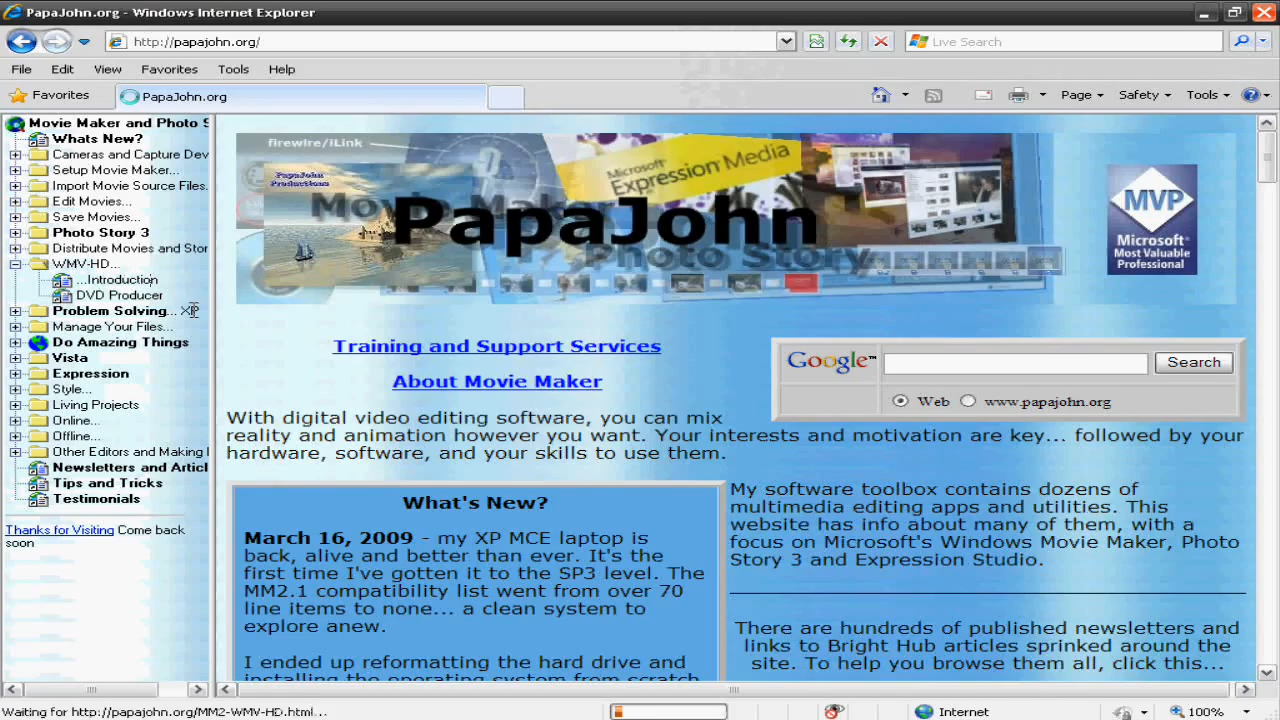 PapaJohn.org - Windows Internet Explorer
http://papajohn.org/
Live Search
File Edit View Favorites Tools Help
Favorites
PapaJohn.org
Page Safety Tools
Movie Maker and Photo S
Whats New?
Cameras and Capture Dev
Setup Movie Maker...
Import Movie Source Files.
Edit Movies...
Save Movies...
Photo Story 3
Distribute Movies and Stor
WMV-HD...
...Introduction
DVD Producer
Problem Solving... XP
Manage Your Files...
Do Amazing Things
Vista
Expression
Style...
Living Projects
Online...
Offline...
Other Editors and Making I
Newsletters and Articl
Tips and Tricks
Testimonials
Thanks for Visiting Come back
soon
firewire/iLink
PapaJohn
Productions
Microsoft
Expression Media
Movie Maker
PapaJohn
Photo Story
MVP
Microsoft
Most Valuable
Professional
Training and Support Services
About Movie Maker
Google™
Search
Web www.papajohn.org
With digital video editing software, you can mix
reality and animation however you want. Your interests and motivation are key... followed by your
hardware, software, and your skills to use them.
What's New?
March 16, 2009 - my XP MCE laptop is
back, alive and better than ever. It's the
first time I've gotten it to the SP3 level. The
MM2.1 compatibility list went from over 70
line items to none... a clean system to
explore anew.
I ended up reformatting the hard drive and
installing the operating system from scratch
My software toolbox contains dozens of
multimedia editing apps and utilities. This
website has info about many of them, with a
focus on Microsoft's Windows Movie Maker, Photo
Story 3 and Expression Studio.
There are hundreds of published newsletters and
links to Bright Hub articles sprinked around the
site. To help you browse them all, click this...
Waiting for http://papajohn.org/MM2-WMV-HD.html...
Internet
100%